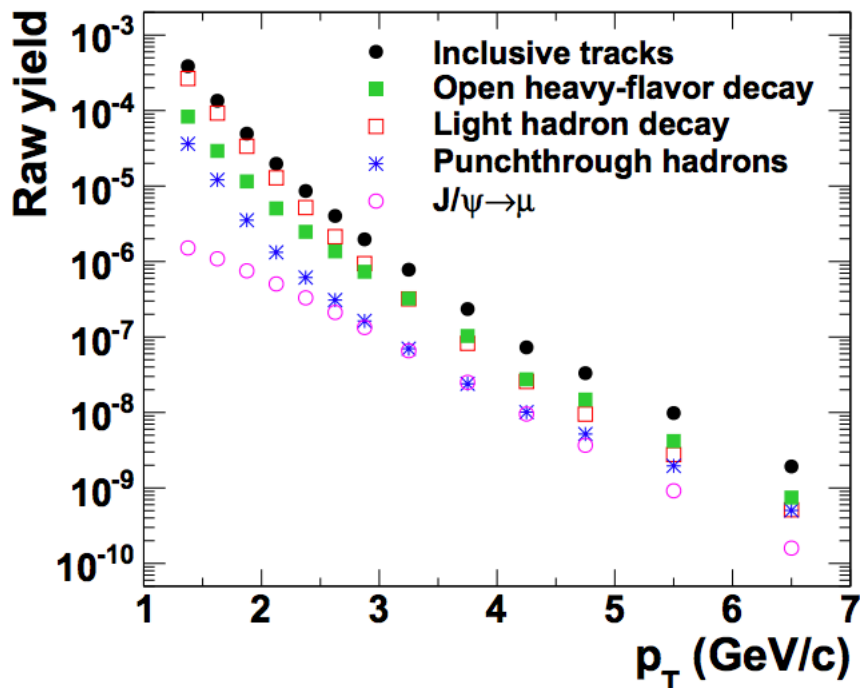 Raw yield
10⁻³
10⁻⁴
10⁻⁵
10⁻⁶
10⁻⁷
10⁻⁸
10⁻⁹
10⁻¹⁰
Inclusive tracks
Open heavy-flavor decay
Light hadron decay
Punchthrough hadrons
J/ψ→μ
1 2 3 4 5 6 7
p_T (GeV/c)